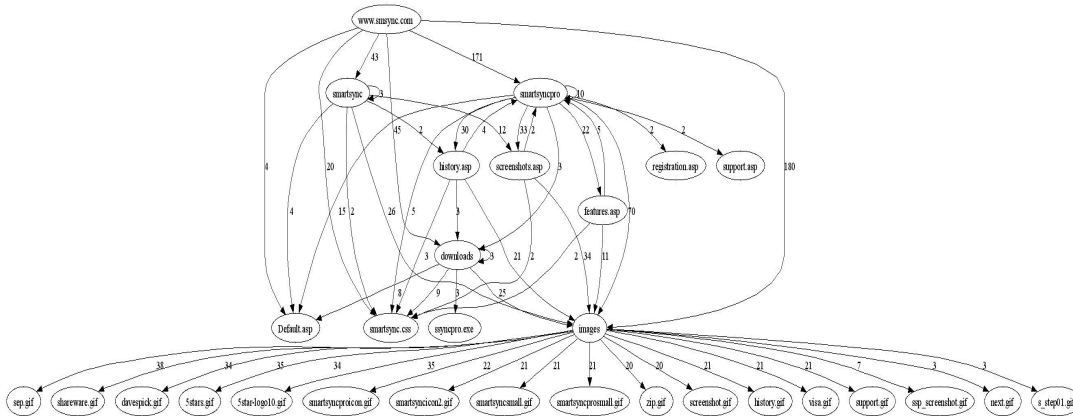 www.smsync.com
43 171
smartsync 3 smartsyncpro 10
45 2 30 4 12 33 2 22 5 2 2
history.asp screenshots.asp registration.asp support.asp
4 20 3 180
4 15 2 26 5 3 features.asp 70
downloads 3
3 21 2 2 34 11
8 9 3 25
Default.asp smartsync.css ssyncpro.exe images
38 34 35 34 35 22 21 21 21 20 20 21 21 21 7 3 3
sep.gif shareware.gif davespick.gif 5stars.gif 5star-logo10.gif smartsyncproicon.gif smartsyncicon2.gif smartsyncsmall.gif smartsyncprosmall.gif zip.gif screenshot.gif history.gif visa.gif support.gif ssp_screenshot.gif next.gif s_step01.gif